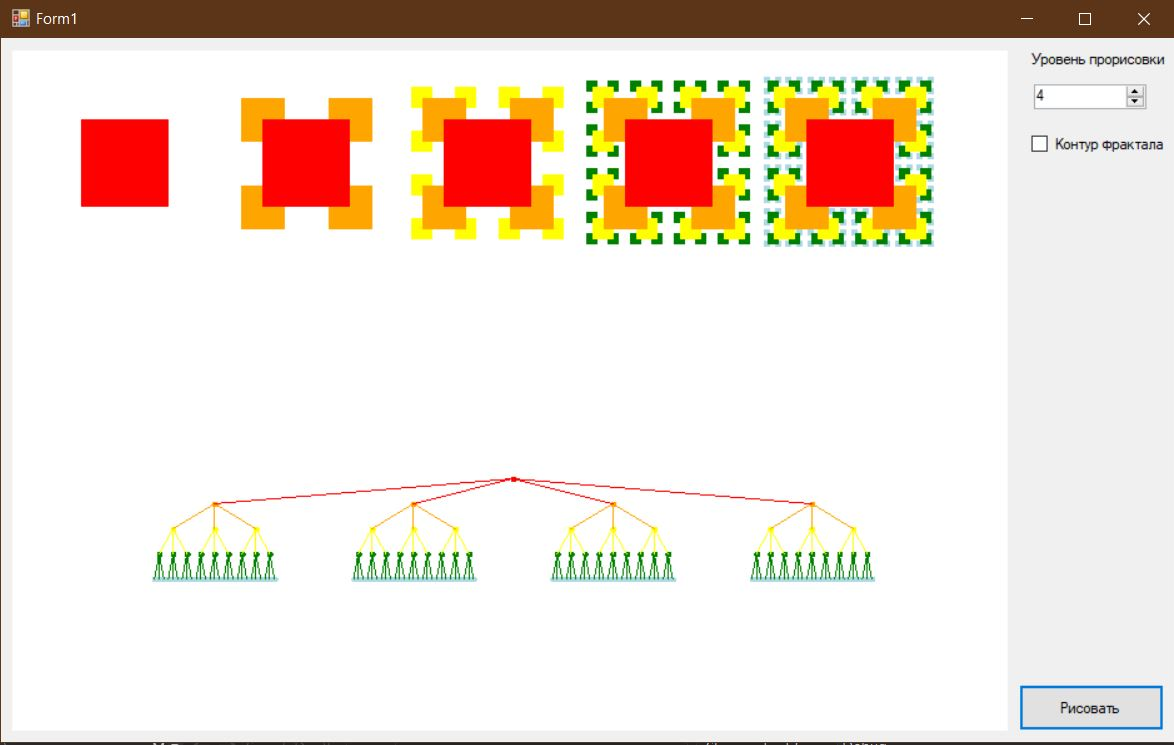 Form1
Уровень прорисовки
4
Контур фрактала
Рисовать